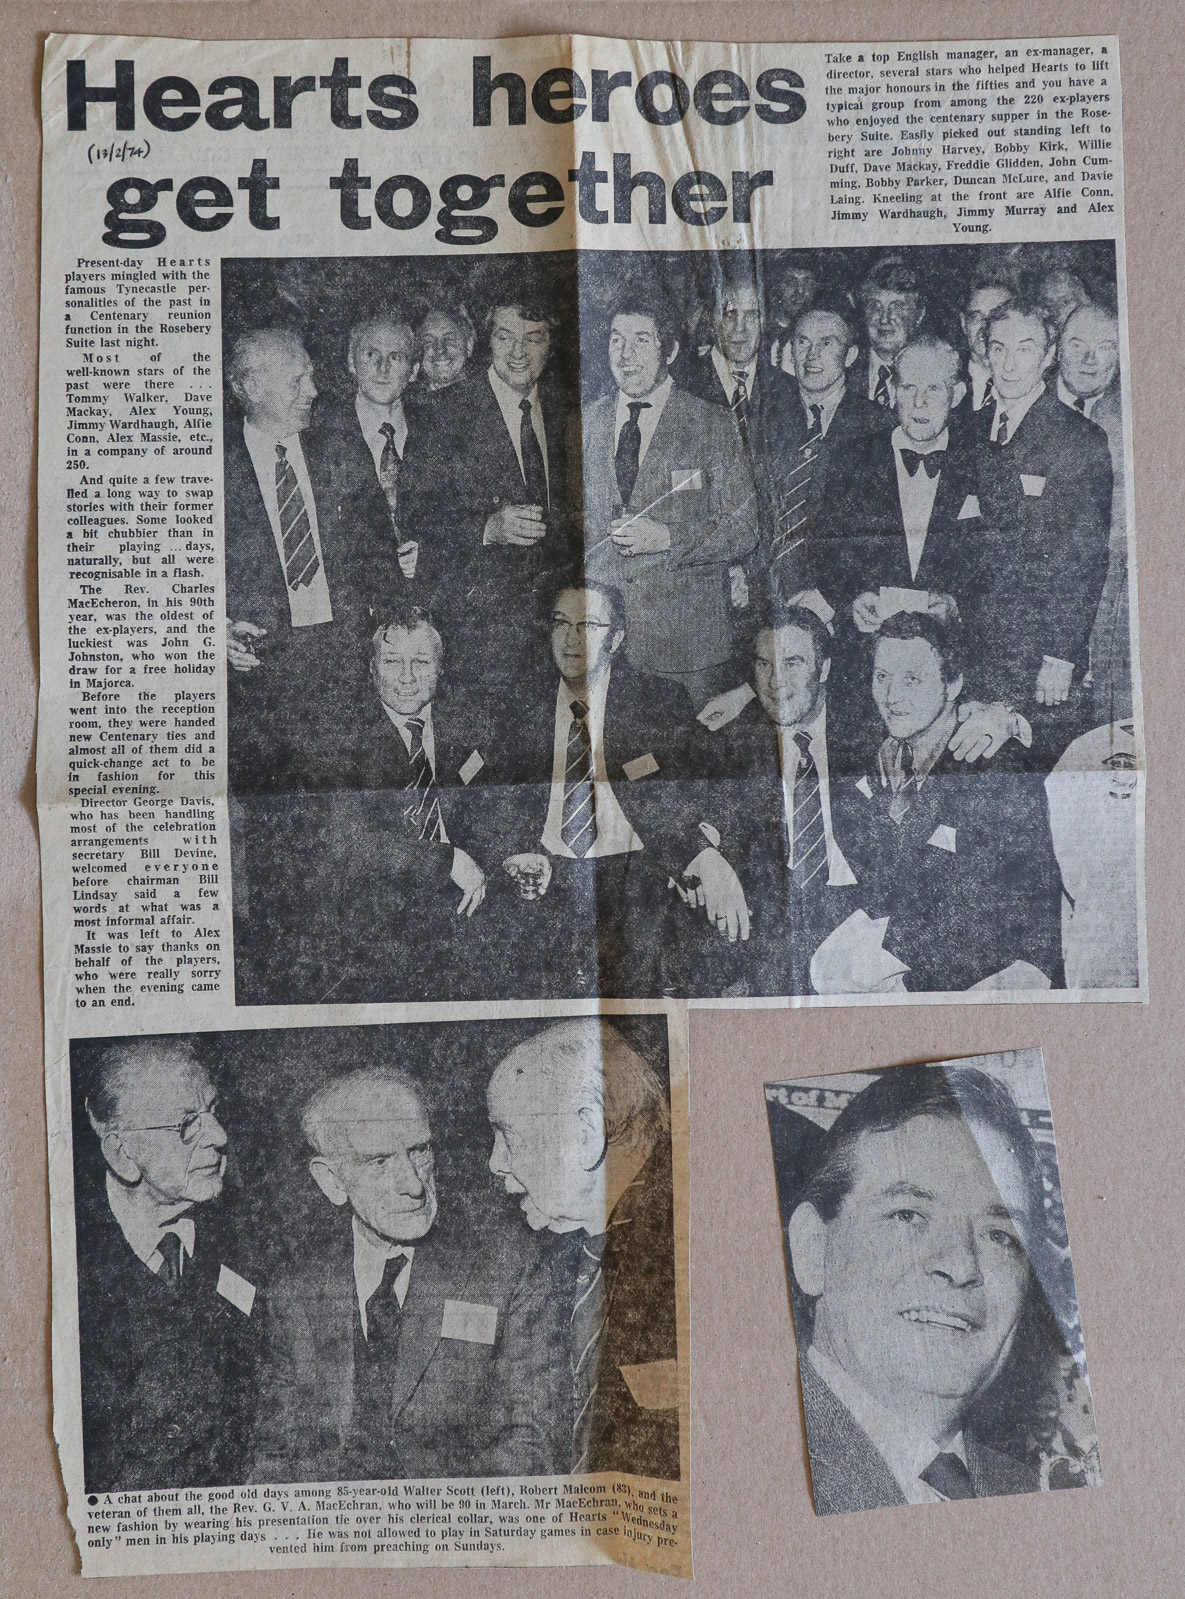 Hearts heroes
(13/2/74)
get together
Take a top English manager, an ex-manager, a
director, several stars who helped Hearts to lift
the major honours in the fifties and you have a
typical group from among the 220 ex-players
who enjoyed the centenary supper in the Rose-
bery Suite. Easily picked out standing left to
right are Johnny Harvey, Bobby Kirk, Willie
Duff, Dave Mackay, Freddie Glidden, John Cum-
ming, Bobby Parker, Duncan McLure, and Davie
Laing. Kneeling at the front are Alfie Conn,
Jimmy Wardhaugh, Jimmy Murray and Alex
Young.
Present-day Hearts
players mingled with the
famous Tynecastle per-
sonalities of the past in
a Centenary reunion
function in the Rosebery
Suite last night.
Most of the
well-known stars of the
past were there . . .
Tommy Walker, Dave
Mackay, Alex Young,
Jimmy Wardhaugh, Alfie
Conn, Alex Massie, etc.,
in a company of around
250.
And quite a few trave-
lled a long way to swap
stories with their former
colleagues. Some looked
a bit chubbier than in
their playing ... days,
naturally, but all were
recognisable in a flash.
The Rev. Charles
MacEcheron, in his 90th
year, was the oldest of
the ex-players, and the
luckiest was John G.
Johnston, who won the
draw for a free holiday
in Majorca.
Before the players
went into the reception
room, they were handed
new Centenary ties and
almost all of them did a
quick-change act to be
in fashion for this
special evening.
Director George Davis,
who has been handling
most of the celebration
arrangements with
secretary Bill Devine,
welcomed everyone
before chairman Bill
Lindsay said a few
words at what was a
most informal affair.
It was left to Alex
Massie to say thanks on
behalf of the players,
who were really sorry
when the evening came
to an end.
● A chat about the good old days among 85-year-old Walter Scott (left), Robert Malcom (83), and the
veteran of them all, the Rev. G. V. A. MacEchran, who will be 90 in March. Mr MacEchran, who sets a
new fashion by wearing his presentation tie over his clerical collar, was one of Hearts "Wednesday
only" men in his playing days . . . He was not allowed to play in Saturday games in case injury pre-
vented him from preaching on Sundays.
rt of M